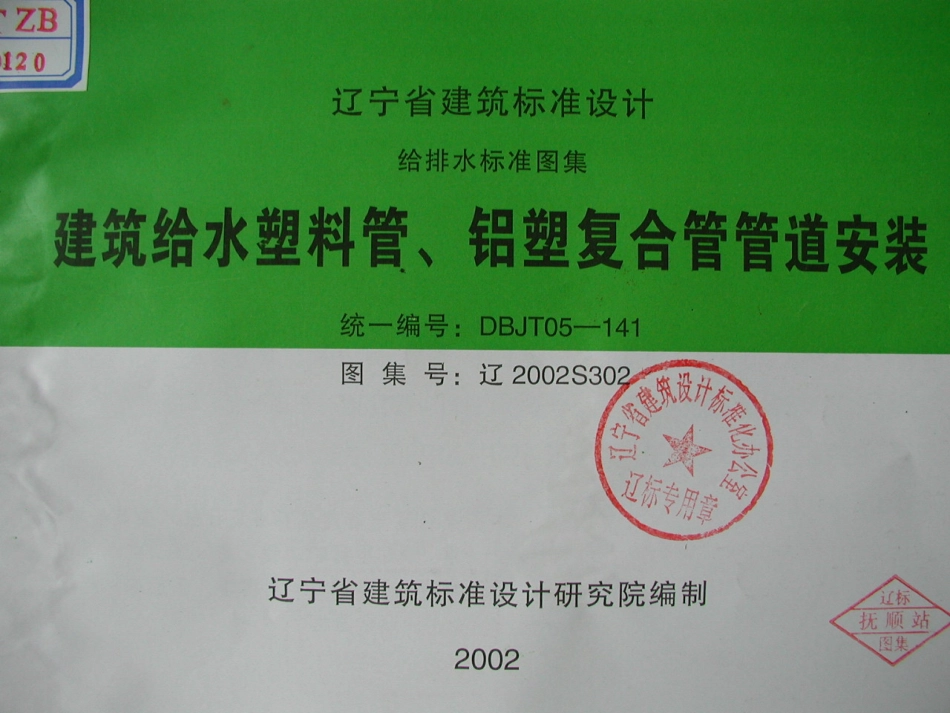 T ZB
0120
辽宁省建筑标准设计
给排水标准图集
建筑给水塑料管、铝塑复合管管道安装
统一编号：DBJT05—141
图 集 号：辽 2002S302
辽宁省建筑设计标准化办公室
辽标专用章
辽宁省建筑标准设计研究院编制
2002
辽标
抚顺站
图集